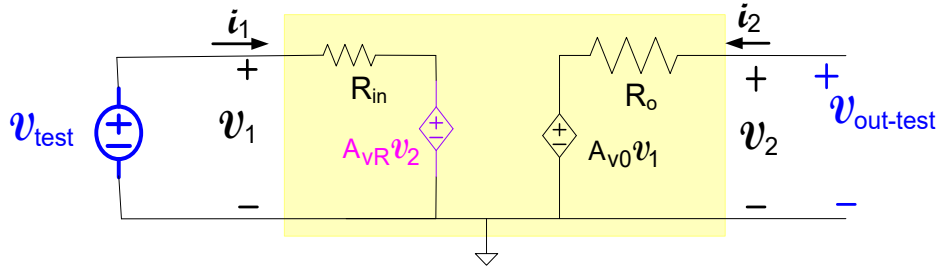 i1
i2
+
+
+
Rin
Ro
vtest
+
−
v1
AvRv2
+
−
+
−
Av0v1
v2
vout-test
−
−
−